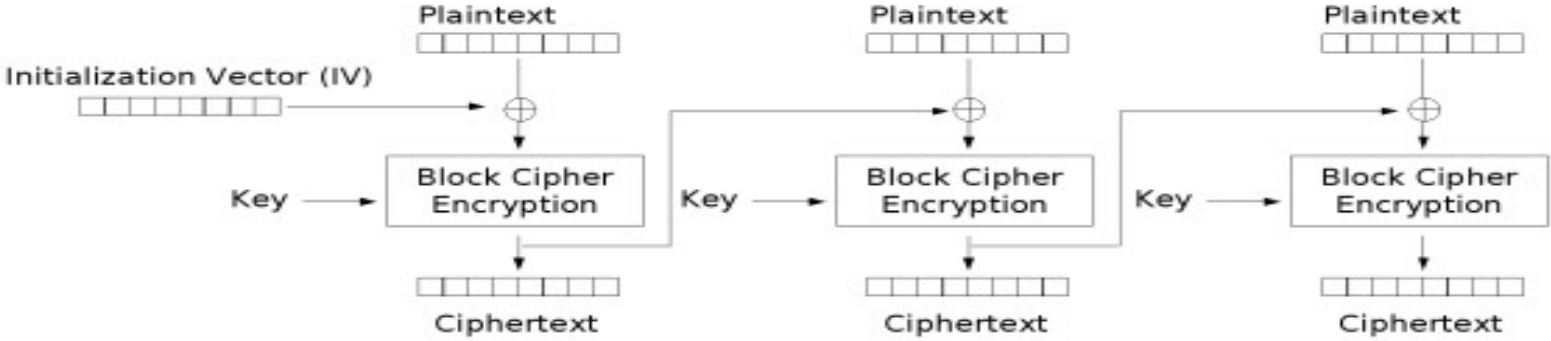 Plaintext
Plaintext
Plaintext
Initialization Vector (IV)
Key
Block Cipher
Encryption
Key
Block Cipher
Encryption
Key
Block Cipher
Encryption
Ciphertext
Ciphertext
Ciphertext